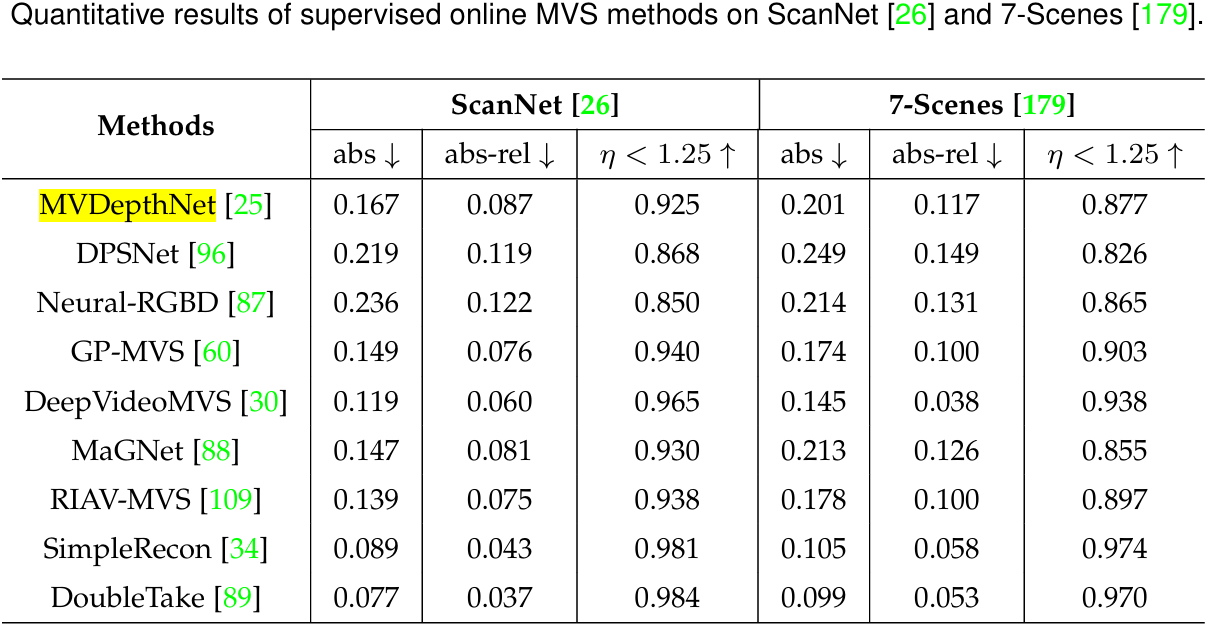 Quantitative results of supervised online MVS methods on ScanNet [26] and 7-Scenes [179].
Methods ScanNet [26] 7-Scenes [179]
abs ↓ abs-rel ↓ η < 1.25 ↑ abs ↓ abs-rel ↓ η < 1.25 ↑
MVDepthNet [25] 0.167 0.087 0.925 0.201 0.117 0.877
DPSNet [96] 0.219 0.119 0.868 0.249 0.149 0.826
Neural-RGBD [87] 0.236 0.122 0.850 0.214 0.131 0.865
GP-MVS [60] 0.149 0.076 0.940 0.174 0.100 0.903
DeepVideoMVS [30] 0.119 0.060 0.965 0.145 0.038 0.938
MaGNet [88] 0.147 0.081 0.930 0.213 0.126 0.855
RIAV-MVS [109] 0.139 0.075 0.938 0.178 0.100 0.897
SimpleRecon [34] 0.089 0.043 0.981 0.105 0.058 0.974
DoubleTake [89] 0.077 0.037 0.984 0.099 0.053 0.970